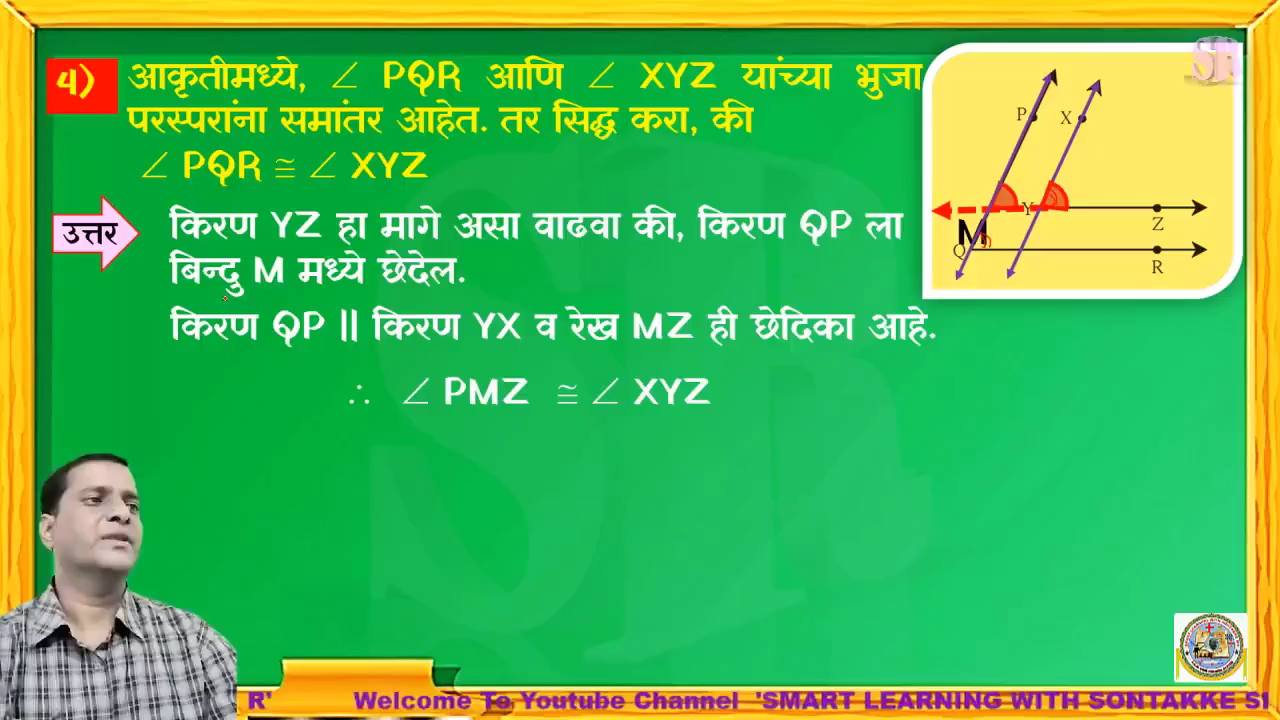 4) आकृतीमध्ये, ∠ PQR आणि ∠ XYZ यांच्या भुजा
परस्परांना समांतर आहेत. तर सिद्ध करा, की
∠ PQR ≅ ∠ XYZ
उत्तर
किरण YZ हा मागे असा वाढवा की, किरण QP ला
बिन्दु M मध्ये छेदेल.
किरण QP || किरण YX व रेख MZ ही छेदिका आहे.
∴ ∠ PMZ ≅ ∠ XYZ
P X
Y
Z
M
Q
R
SR
R' Welcome To Youtube Channel 'SMART LEARNING WITH SONTAKKE S